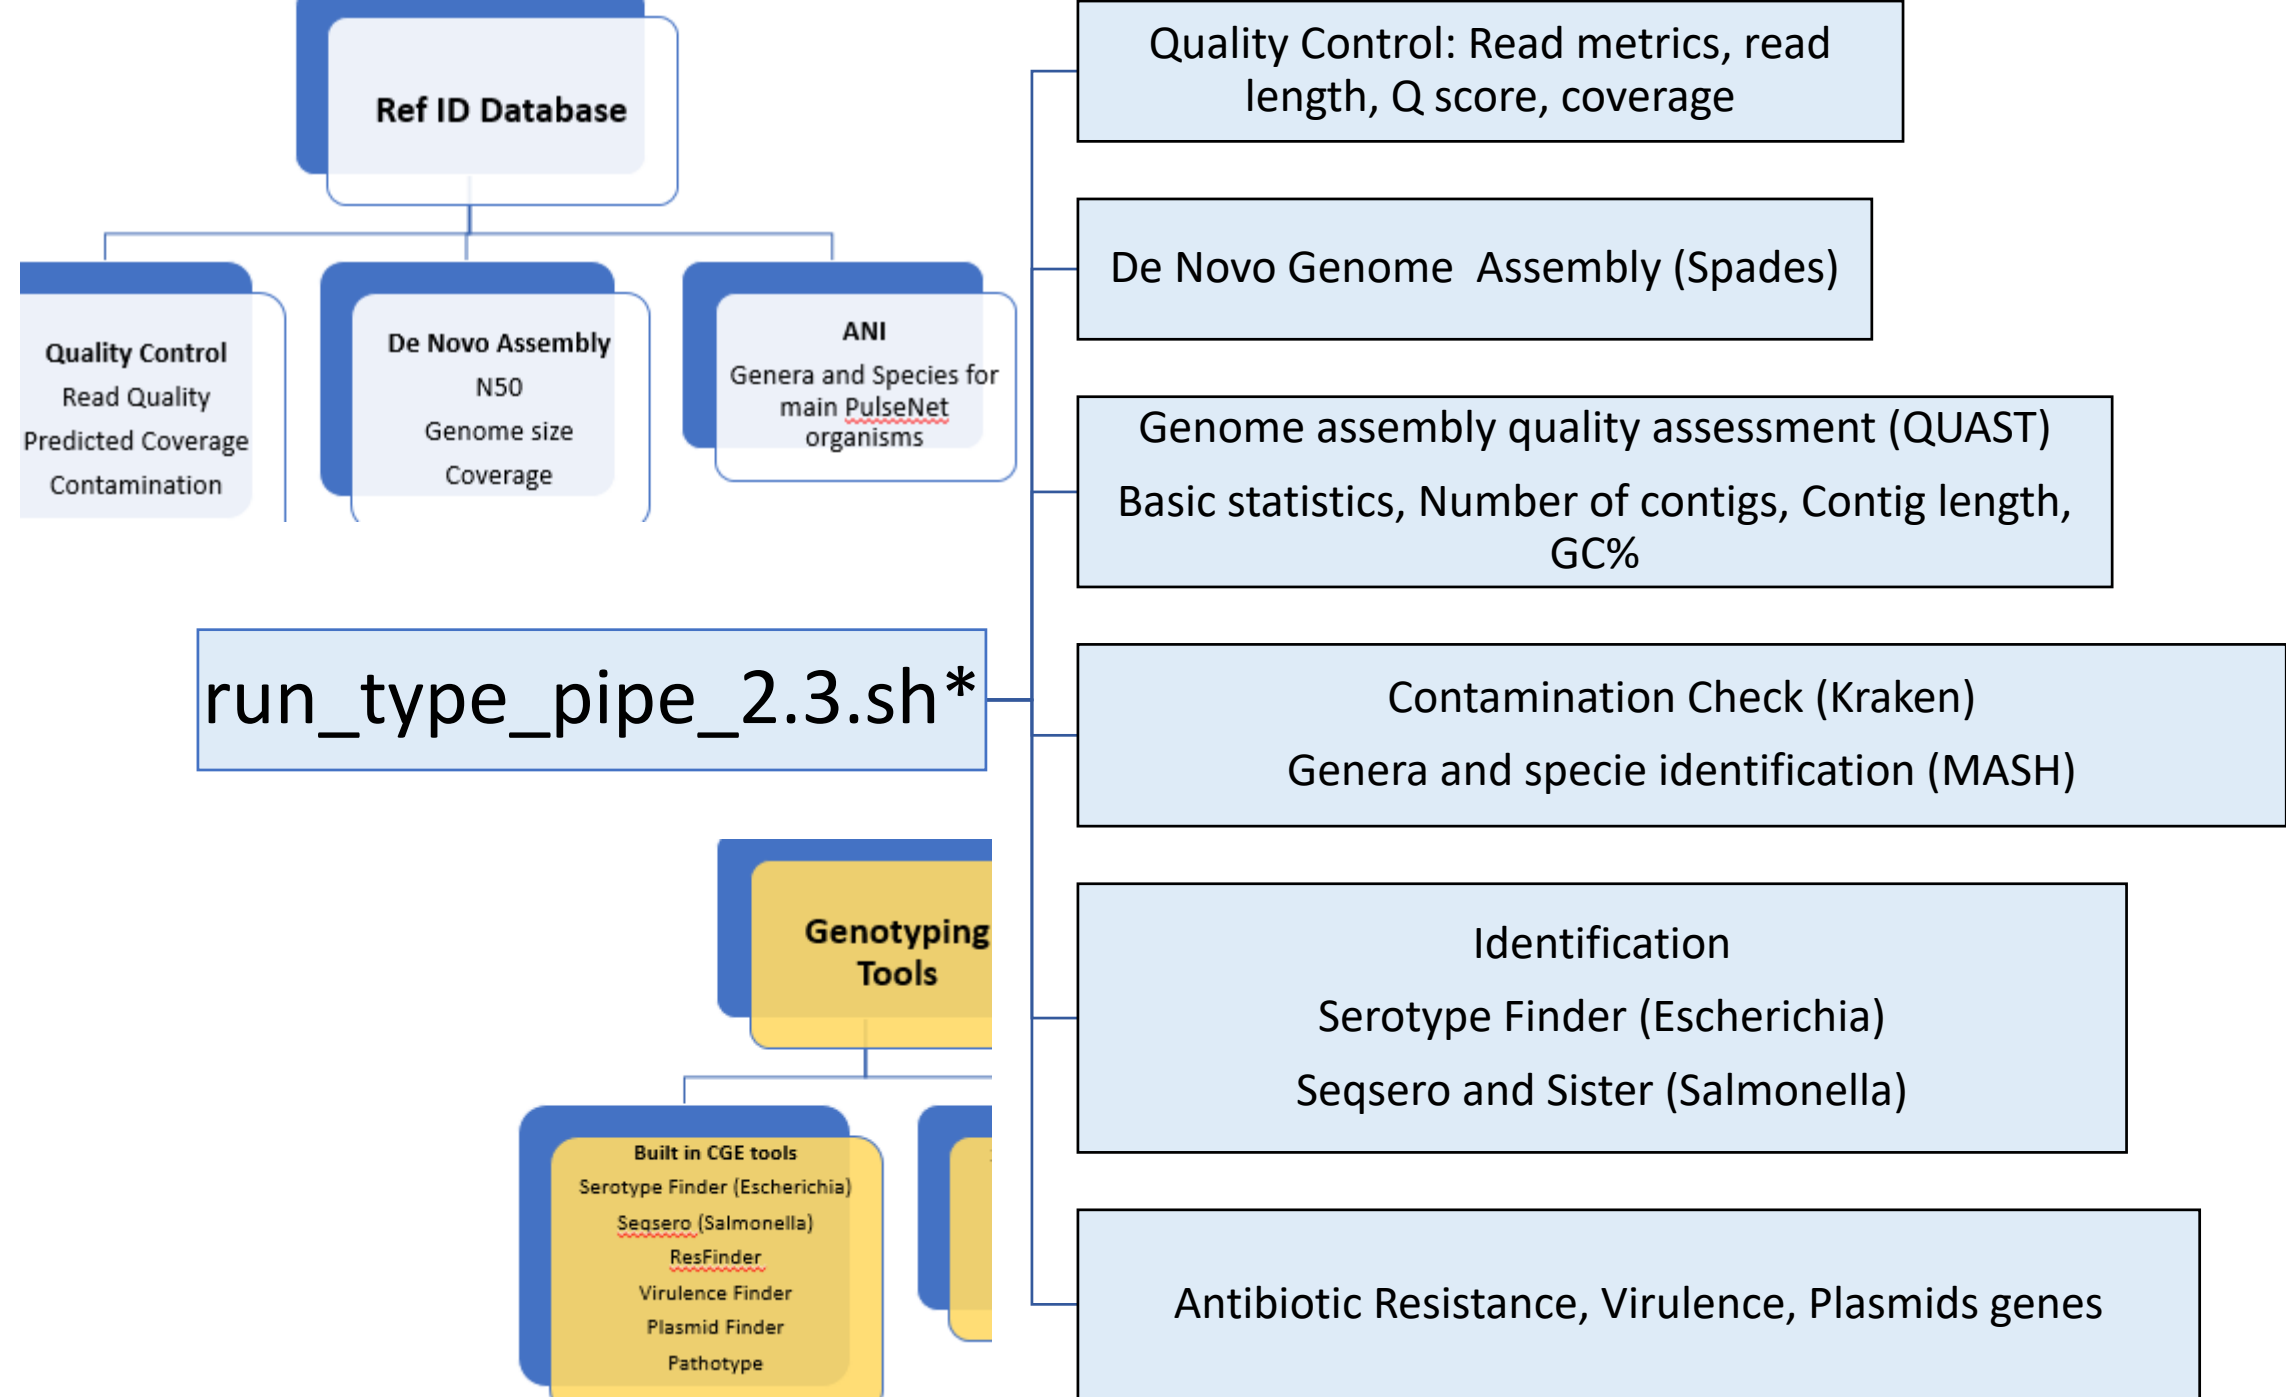 Ref ID Database
Quality Control
Read Quality
Predicted Coverage
Contamination
De Novo Assembly
N50
Genome size
Coverage
ANI
Genera and Species for
main PulseNet
organisms
run_type_pipe_2.3.sh*
Genotyping
Tools
Built in CGE tools
Serotype Finder (Escherichia)
Seqsero (Salmonella)
ResFinder
Virulence Finder
Plasmid Finder
Pathotype
Quality Control: Read metrics, read
length, Q score, coverage
De Novo Genome  Assembly (Spades)
Genome assembly quality assessment (QUAST)
Basic statistics, Number of contigs, Contig length,
GC%
Contamination Check (Kraken)
Genera and specie identification (MASH)
Identification
Serotype Finder (Escherichia)
Seqsero and Sister (Salmonella)
Antibiotic Resistance, Virulence, Plasmids genes